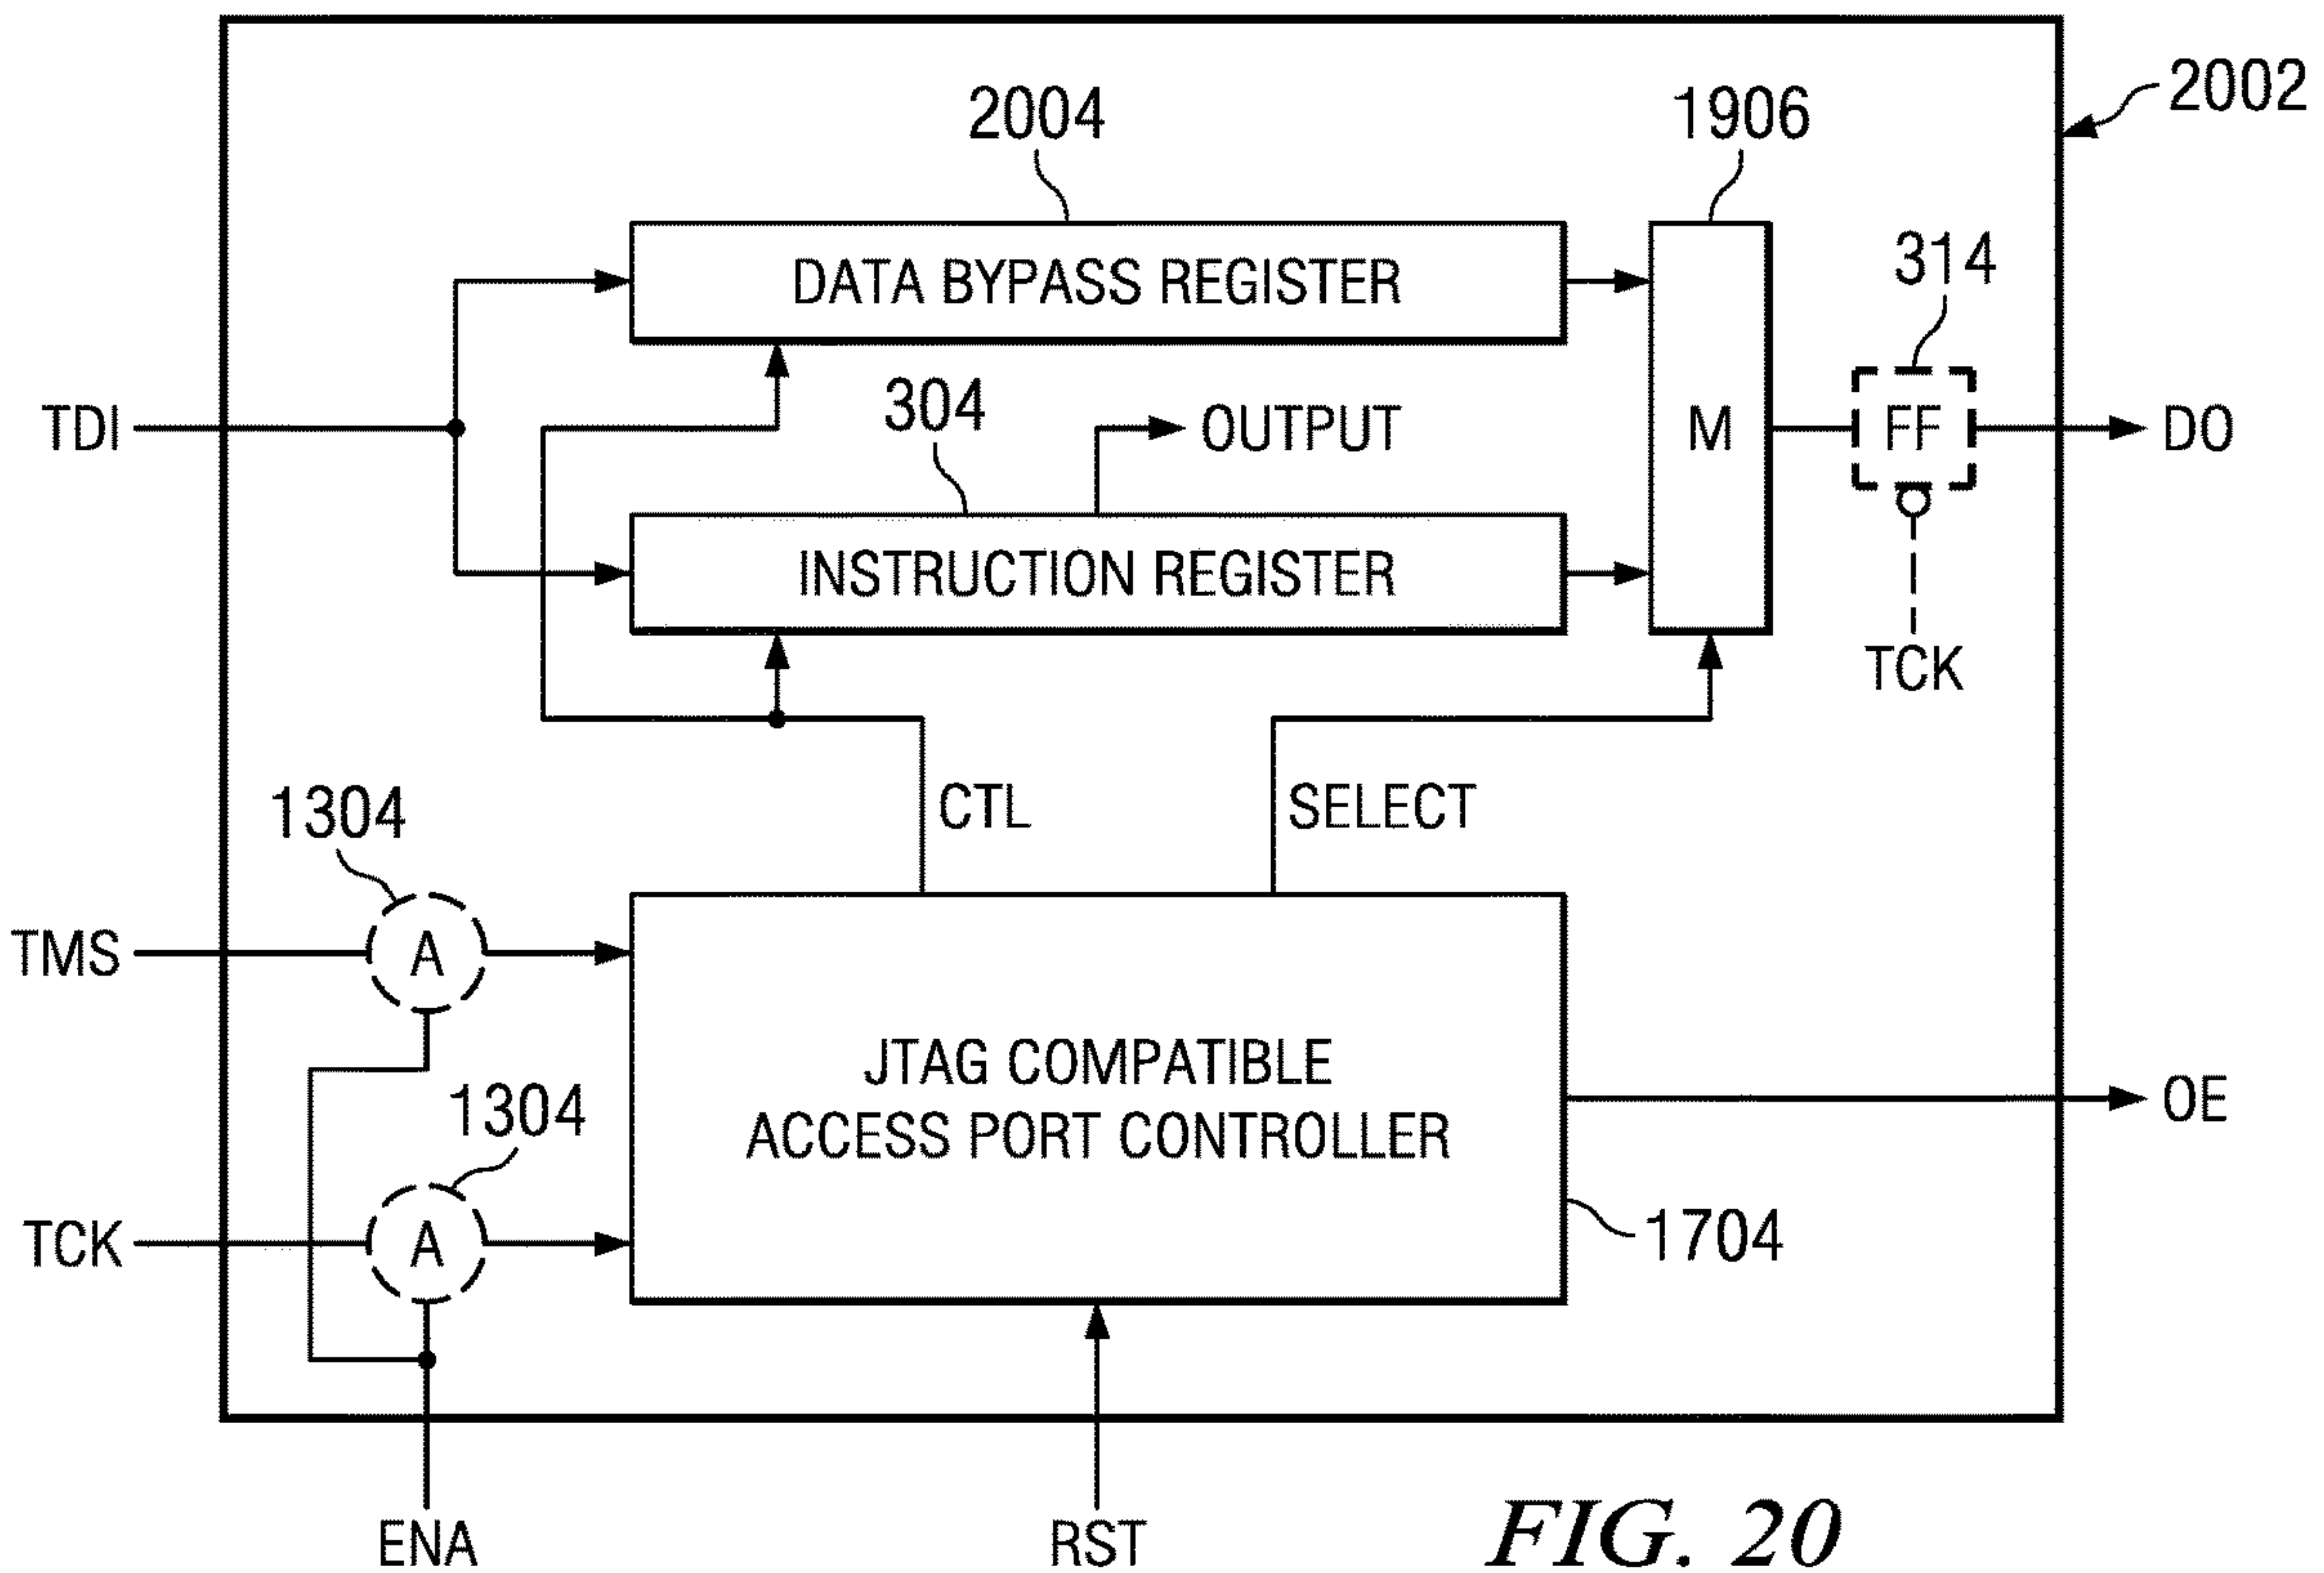 2002
2004
1906
DATA BYPASS REGISTER
314
304
TDI
OUTPUT
M
FF
DO
INSTRUCTION REGISTER
TCK
CTL
SELECT
1304
TMS
A
JTAG COMPATIBLE
ACCESS PORT CONTROLLER
1304
OE
TCK
A
1704
ENA
RST
FIG. 20